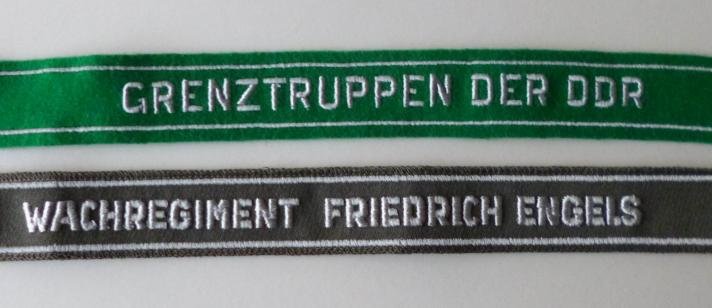 GRENZTRUPPEN DER DDR
WACHREGIMENT FRIEDRICH ENGELS